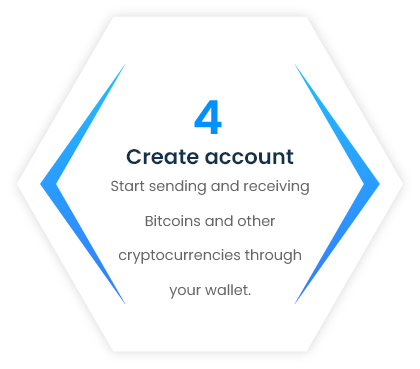 4
Create account
Start sending and receiving
Bitcoins and other
cryptocurrencies through
your wallet.